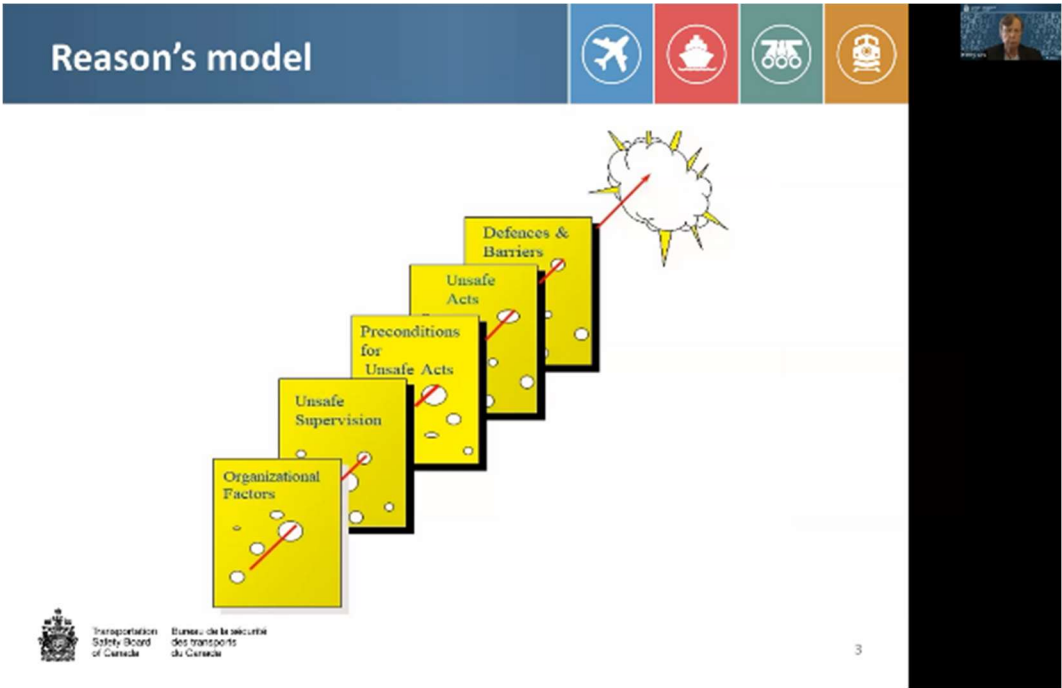 Reason's model
Defences &
Barriers
Unsafe
Acts
Preconditions
for
Unsafe Acts
Unsafe
Supervision
Organizational
Factors
Transportation Bureau de la sécurité
Safety Board des transports
of Canada du Canada
3